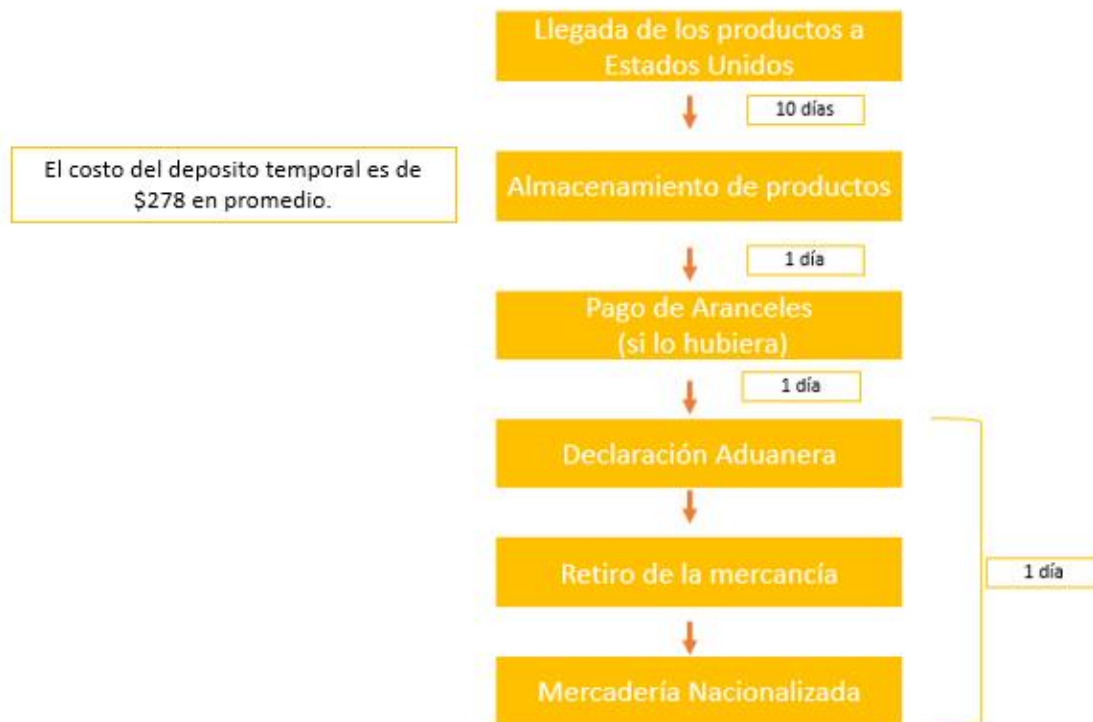 Llegada de los productos a
Estados Unidos
10 días
El costo del deposito temporal es de
$278 en promedio.
Almacenamiento de productos
1 día
Pago de Aranceles
(si lo hubiera)
1 día
Declaración Aduanera
Retiro de la mercancía
1 día
Mercadería Nacionalizada